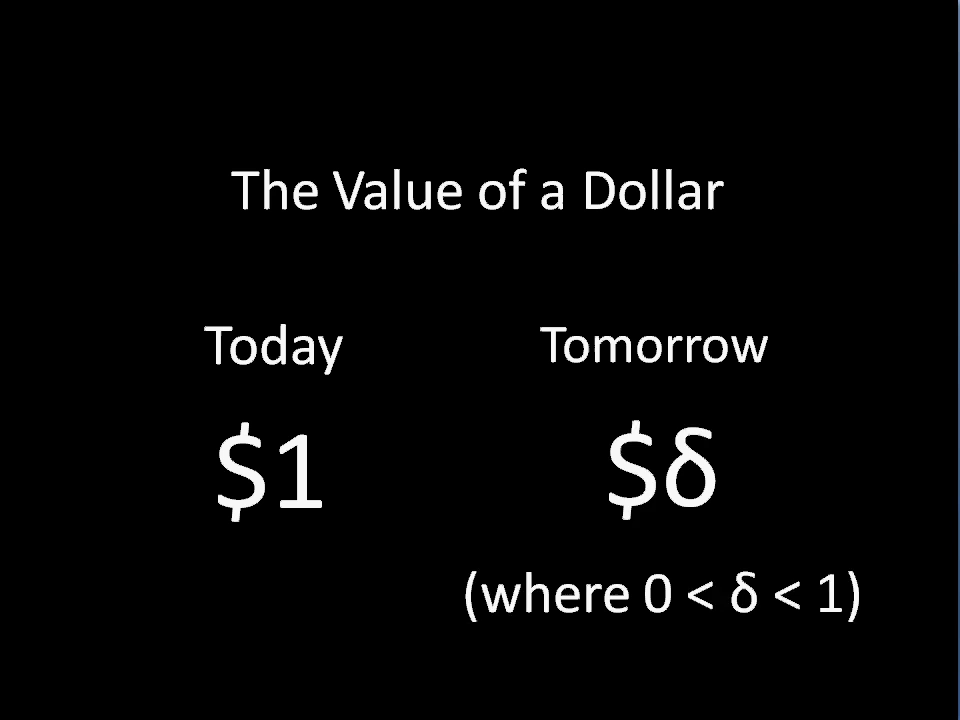 The Value of a Dollar
Today Tomorrow
$1 $δ
(where 0 < δ < 1)